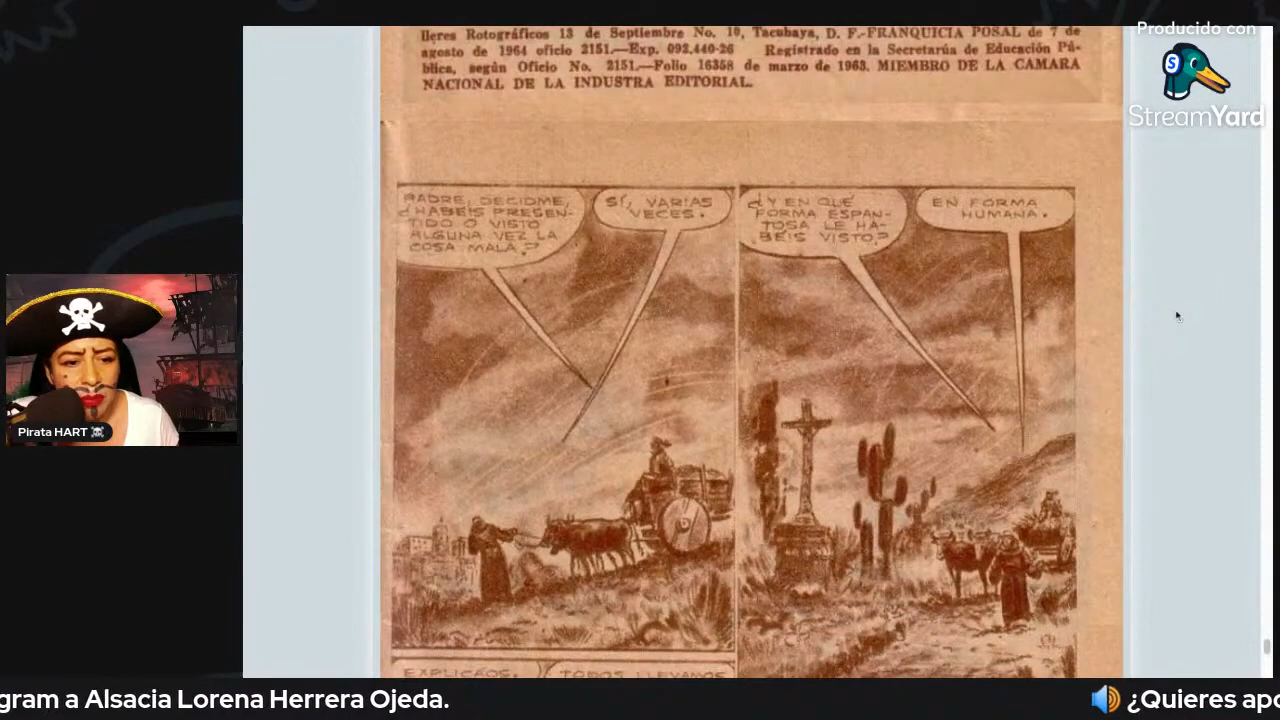 Producido con
StreamYard
lleres Rotográficos 13 de Septiembre No. 10, Tacubaya, D. F.-FRANQUICIA POSAL de 7 de
agosto de 1964 oficio 2151.—Exp. 092.440-26 Registrado en la Secretarúa de Educación Pú-
blica, según Oficio No. 2151.—Folio 16358 de marzo de 1963. MIEMBRO DE LA CAMARA
NACIONAL DE LA INDUSTRA EDITORIAL.
PADRE, DECIDME,
¿HABÉIS PRESEN-
TIDO O VISTO
ALGUNA VEZ LA
COSA MALA?
SÍ, VARIAS
VECES.
¿Y EN QUÉ
FORMA ESPAN-
TOSA LE HA-
BÉIS VISTO?
EN FORMA
HUMANA.
EXPLICAOS,
TODOS LLEVAMOS
Pirata HART ☠️
gram a Alsacia Lorena Herrera Ojeda.
🔊 ¿Quieres apo